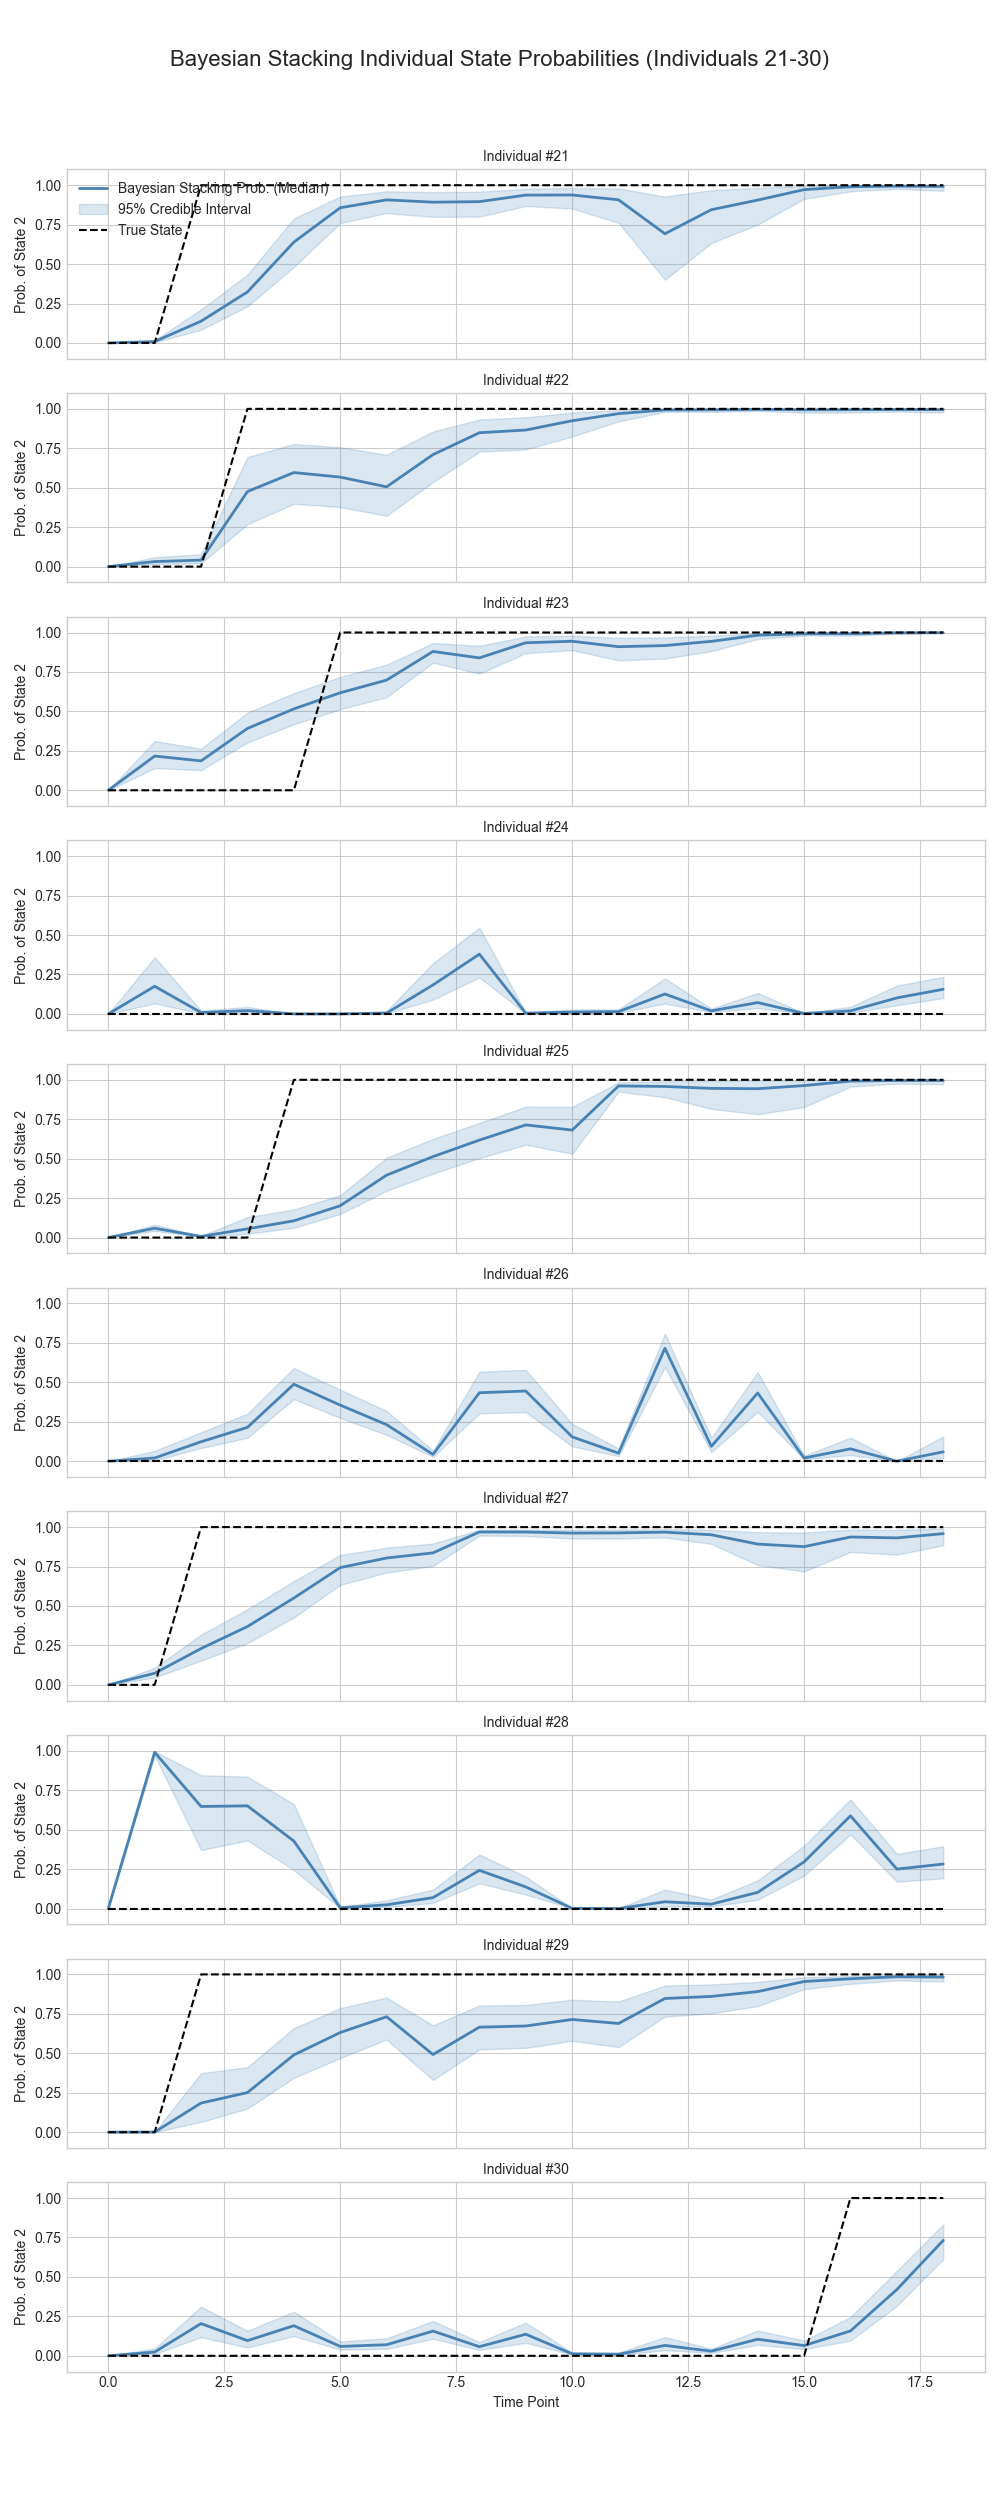 Bayesian Stacking Individual State Probabilities (Individuals 21-30)
Individual #21
Bayesian Stacking Prob. (Median)
95% Credible Interval
True State
Prob. of State 2
1.00
0.75
0.50
0.25
0.00
Individual #22
Prob. of State 2
1.00
0.75
0.50
0.25
0.00
Individual #23
Prob. of State 2
1.00
0.75
0.50
0.25
0.00
Individual #24
Prob. of State 2
1.00
0.75
0.50
0.25
0.00
Individual #25
Prob. of State 2
1.00
0.75
0.50
0.25
0.00
Individual #26
Prob. of State 2
1.00
0.75
0.50
0.25
0.00
Individual #27
Prob. of State 2
1.00
0.75
0.50
0.25
0.00
Individual #28
Prob. of State 2
1.00
0.75
0.50
0.25
0.00
Individual #29
Prob. of State 2
1.00
0.75
0.50
0.25
0.00
Individual #30
Prob. of State 2
1.00
0.75
0.50
0.25
0.00
0.0 2.5 5.0 7.5 10.0 12.5 15.0 17.5
Time Point